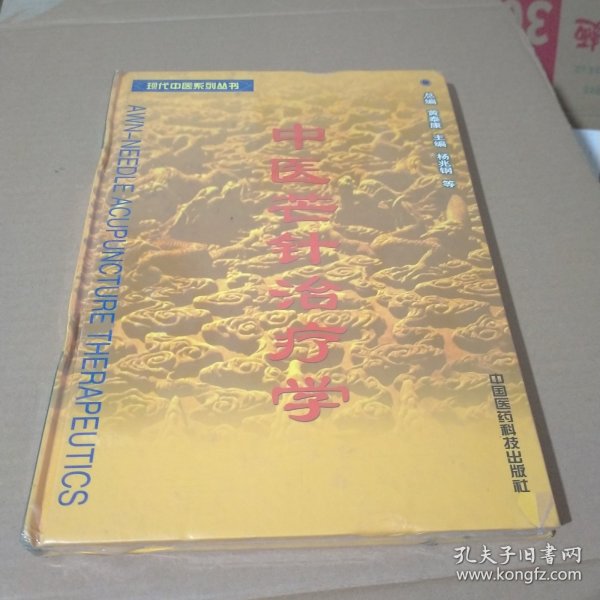 现代中医系列丛书
AWN-NEEDLE ACUPUNCTURE THERAPEUTICS
中医芒针治疗学
总编 黄泰康 主编 杨兆钢 等
中国医药科技出版社
孔夫子旧书网
www.kongfz.com